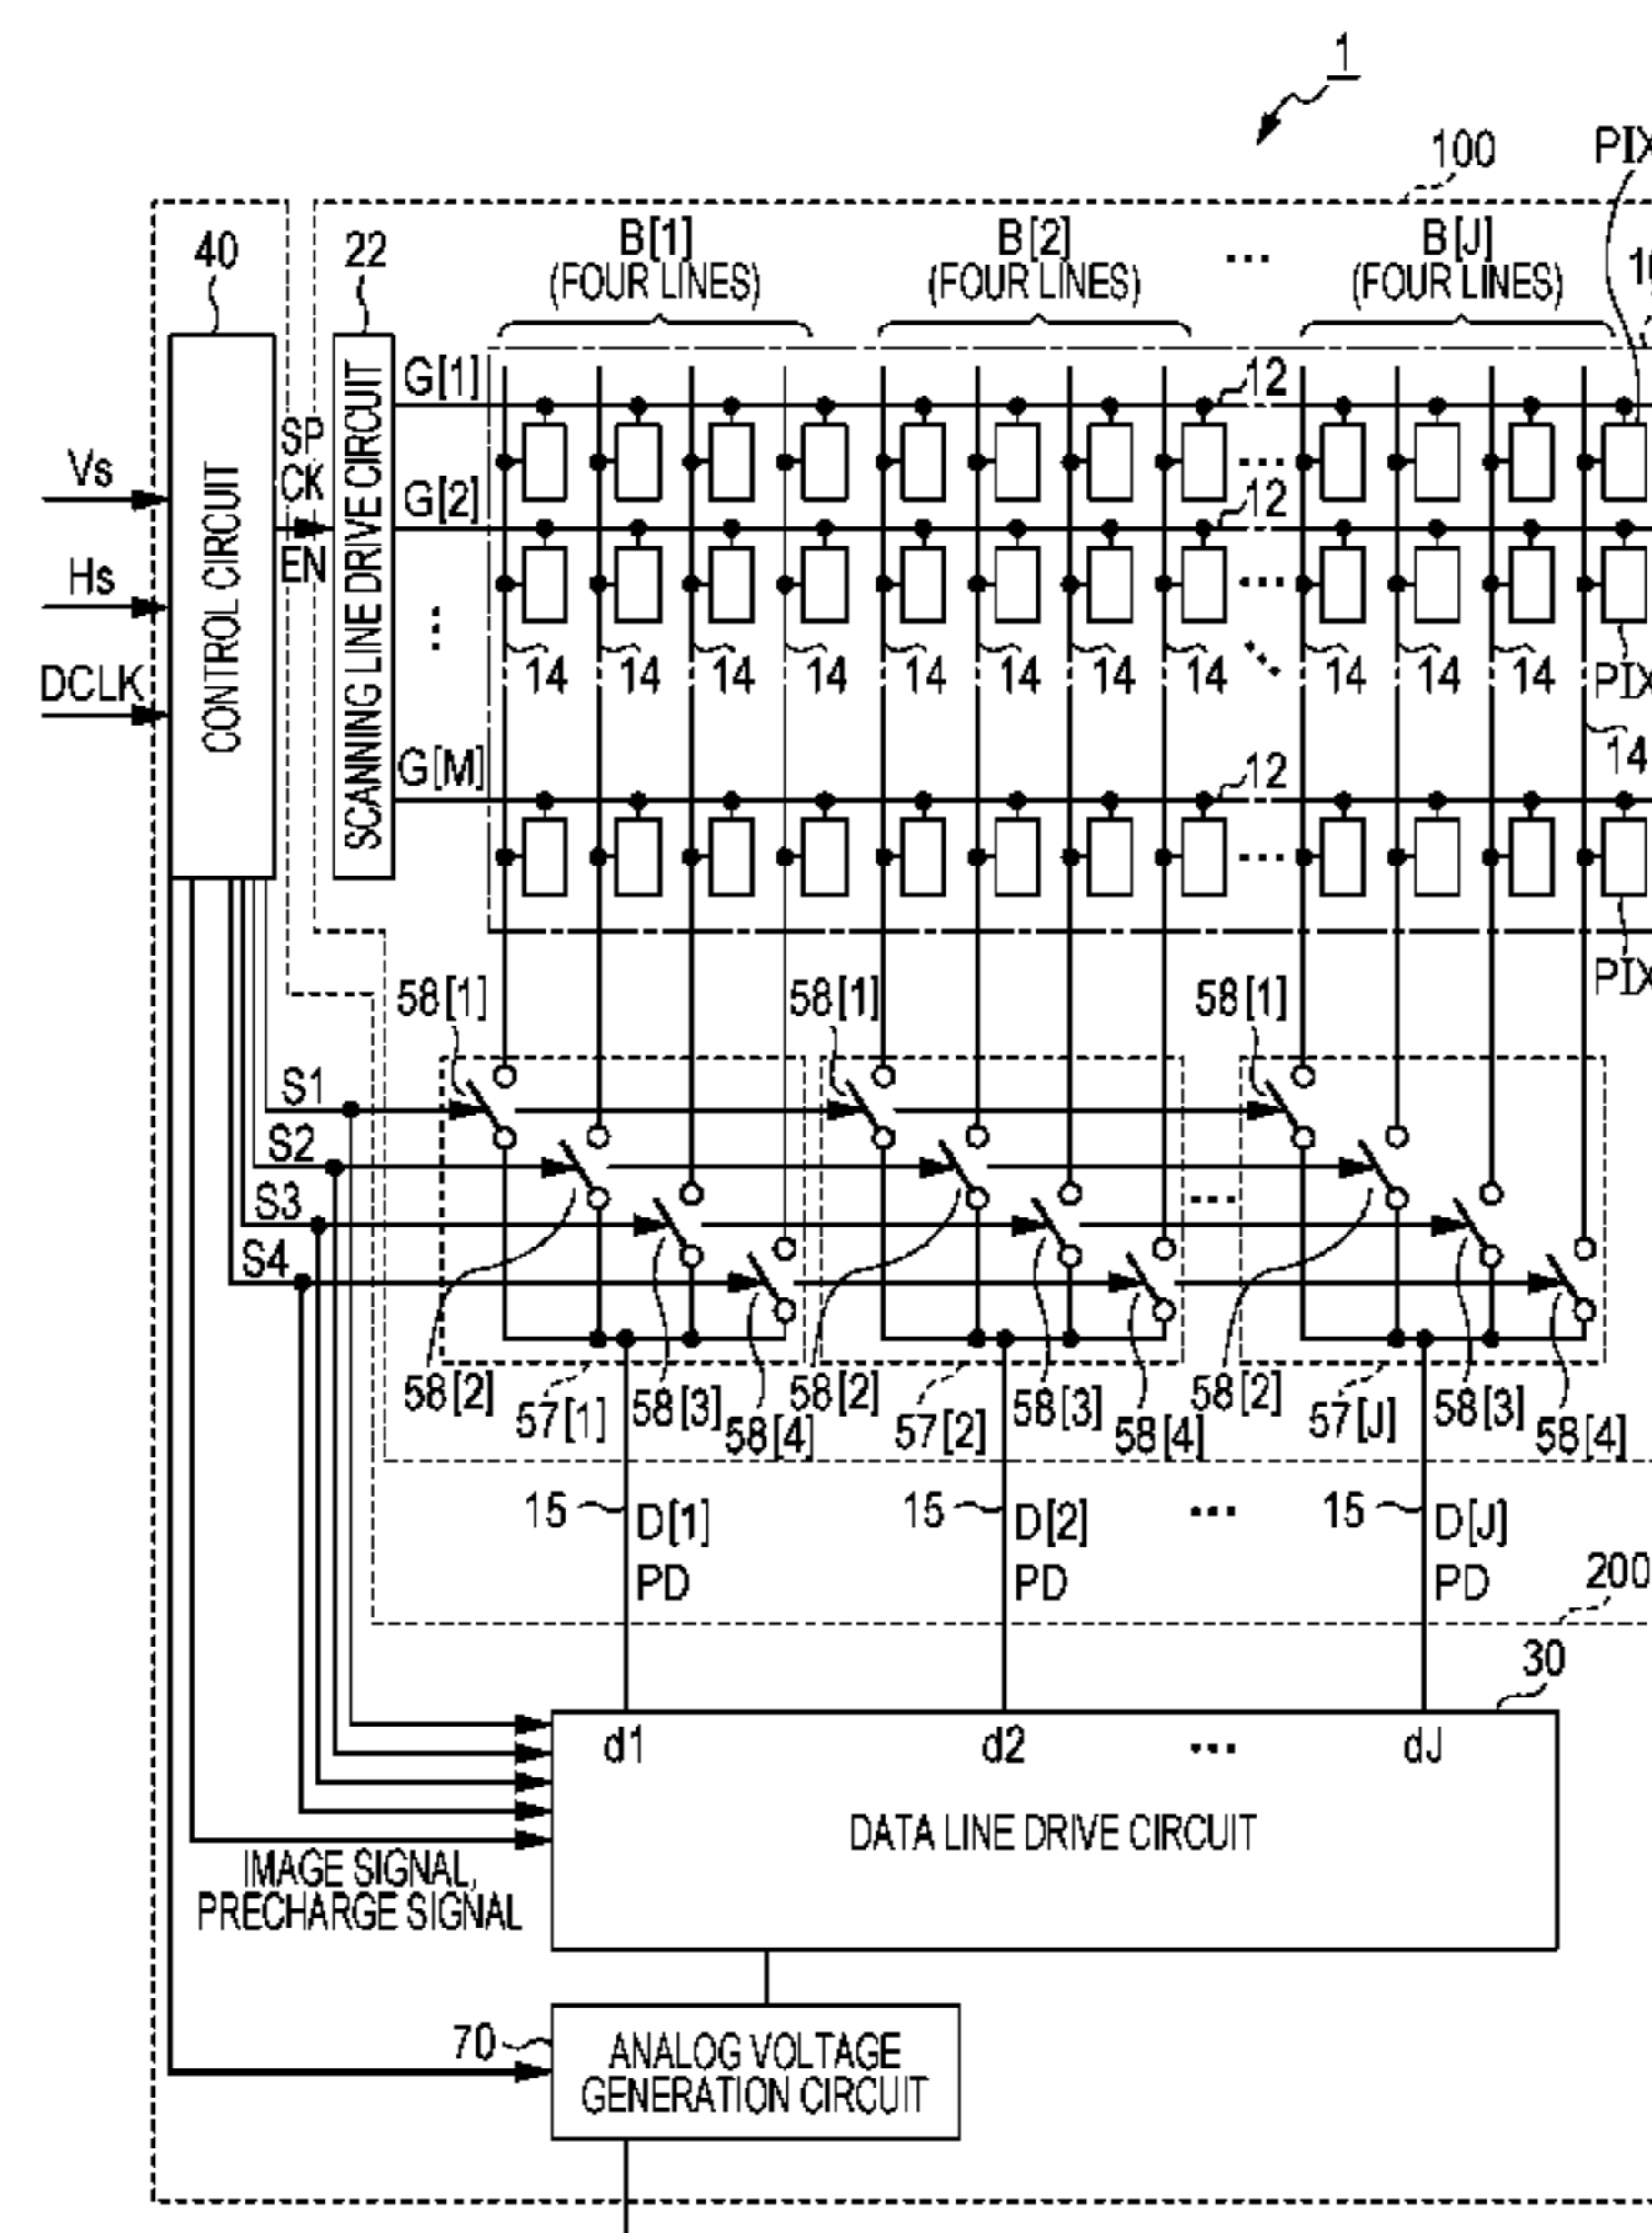 1
100
PIX
B[1]
(FOUR LINES)
B[2]
(FOUR LINES)
...
B[J]
(FOUR LINES)
40
22
G[1]
12
SP
CK
EN
Vs
Hs
DCLK
CONTROL CIRCUIT
SCANNING LINE DRIVE CIRCUIT
G[2]
12
...
...
...
14 14 14 14 14 14 14 14 14 14 14
PIX
14
G[M]
12
...
PIX
58[1] 58[1] 58[1]
S1
S2
S3
...
S4
58[2] 57[1] 58[3] 58[4] 58[2] 57[2] 58[3] 58[4] 58[2] 57[J] 58[3] 58[4]
15 D[1] 15 D[2] ... 15 D[J]
PD PD PD
200
30
d1 d2 ... dJ
DATA LINE DRIVE CIRCUIT
IMAGE SIGNAL,
PRECHARGE SIGNAL
70
ANALOG VOLTAGE
GENERATION CIRCUIT